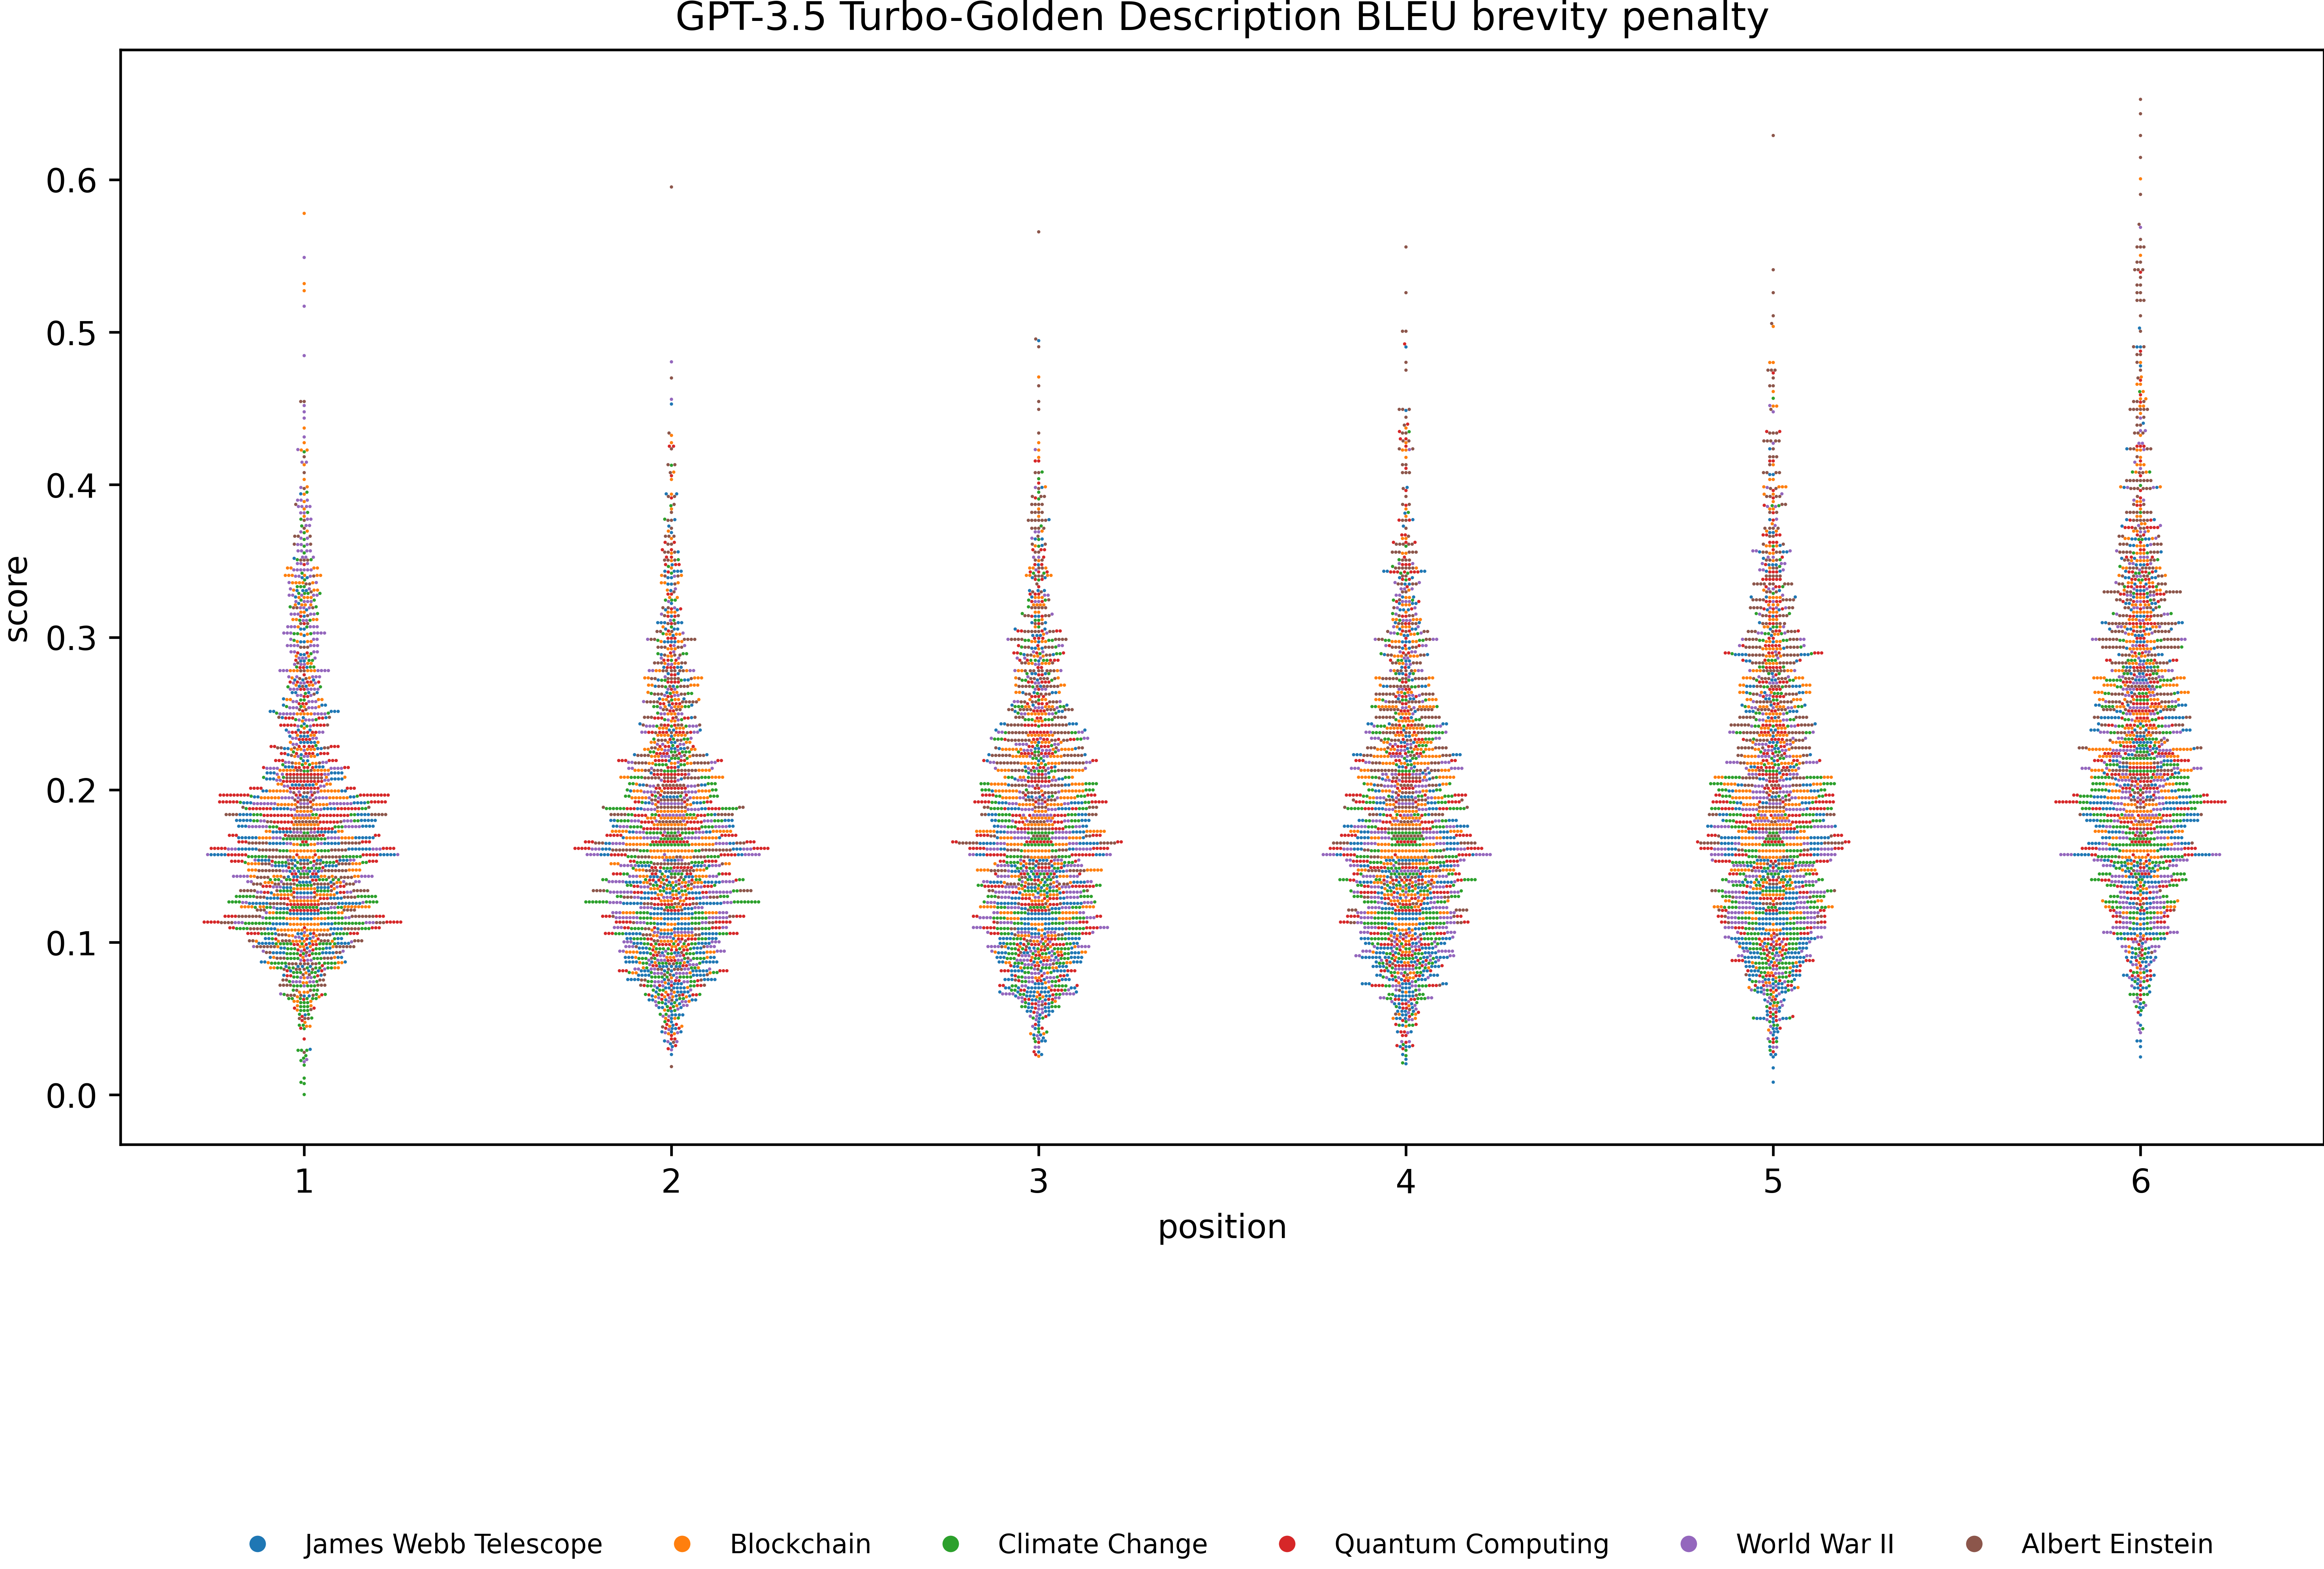 GPT-3.5 Turbo-Golden Description BLEU brevity penalty
score
0.6
0.5
0.4
0.3
0.2
0.1
0.0
1 2 3 4 5 6
position
James Webb Telescope Blockchain Climate Change Quantum Computing World War II Albert Einstein